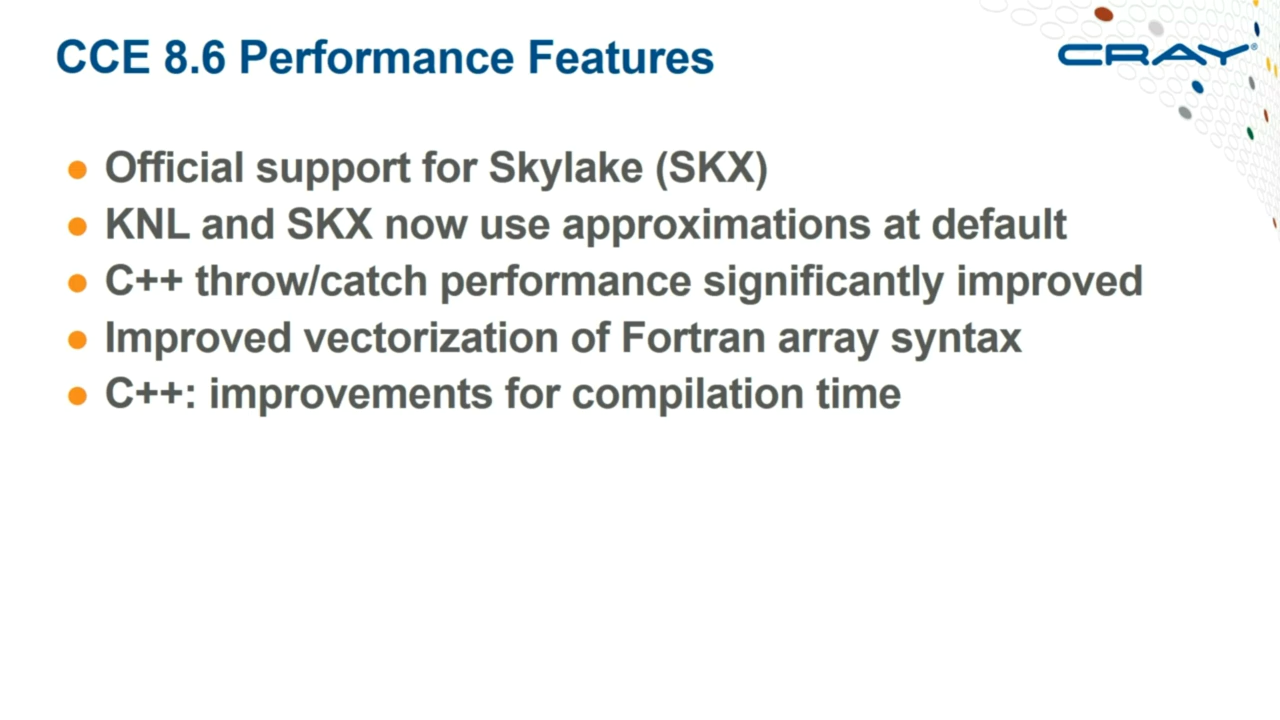 CCE 8.6 Performance Features
CRAY®
● Official support for Skylake (SKX)
● KNL and SKX now use approximations at default
● C++ throw/catch performance significantly improved
● Improved vectorization of Fortran array syntax
● C++: improvements for compilation time